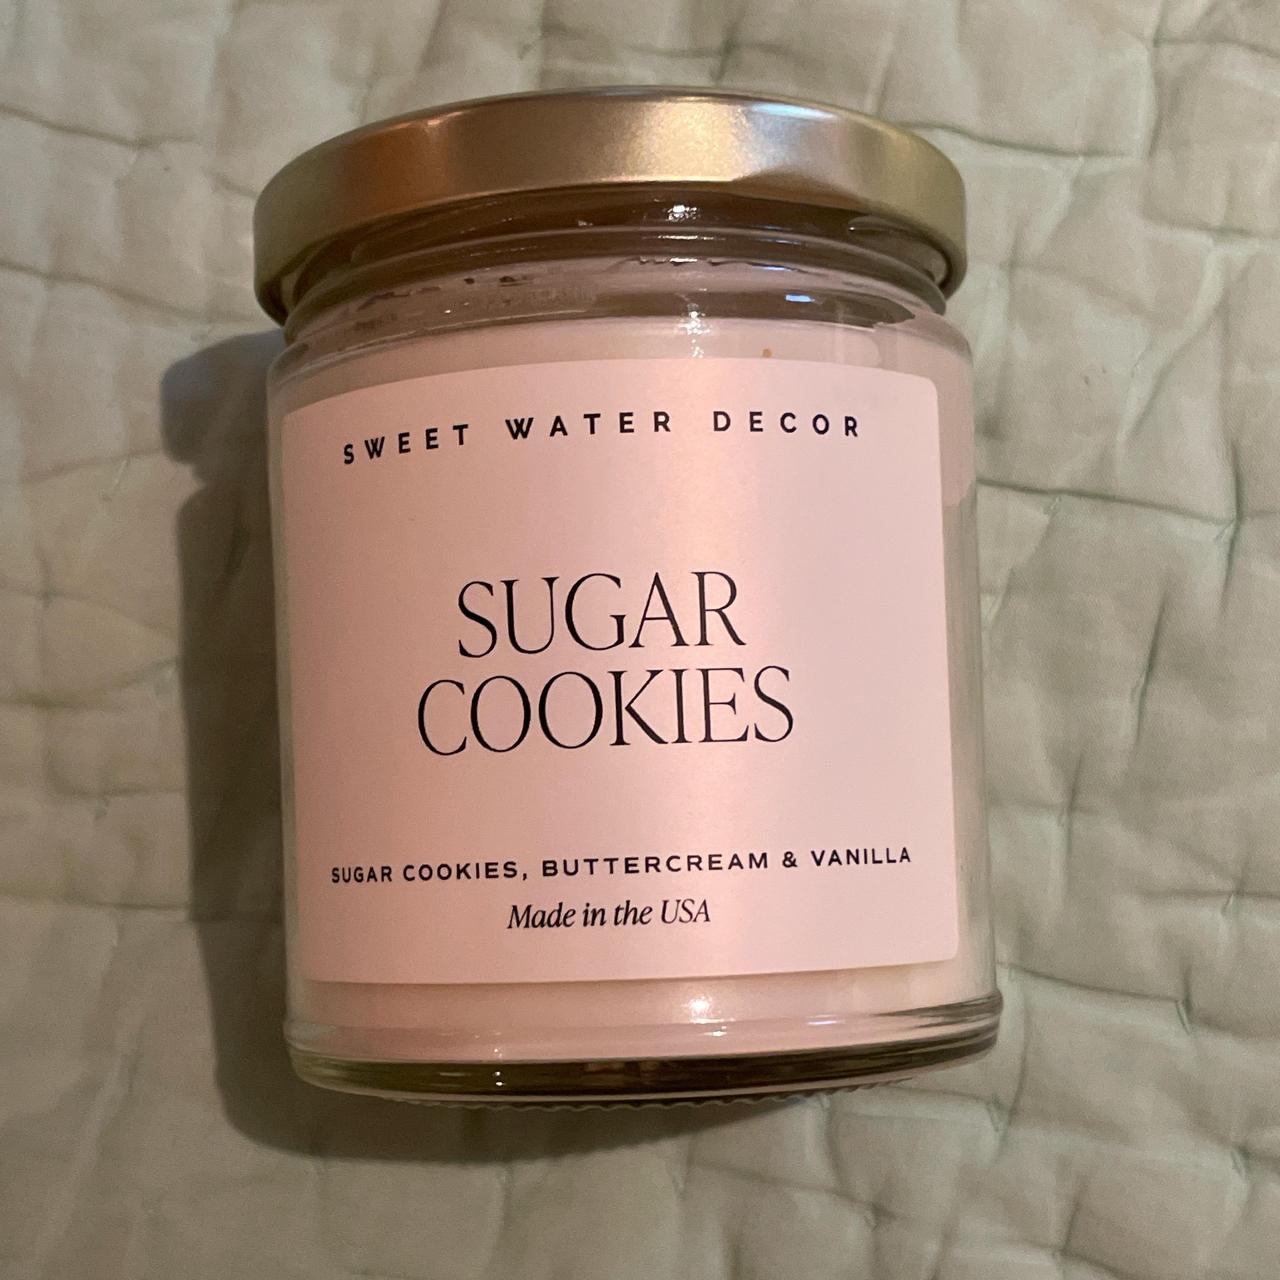 SWEET WATER DECOR
SUGAR
COOKIES
SUGAR COOKIES, BUTTERCREAM & VANILLA
Made in the USA